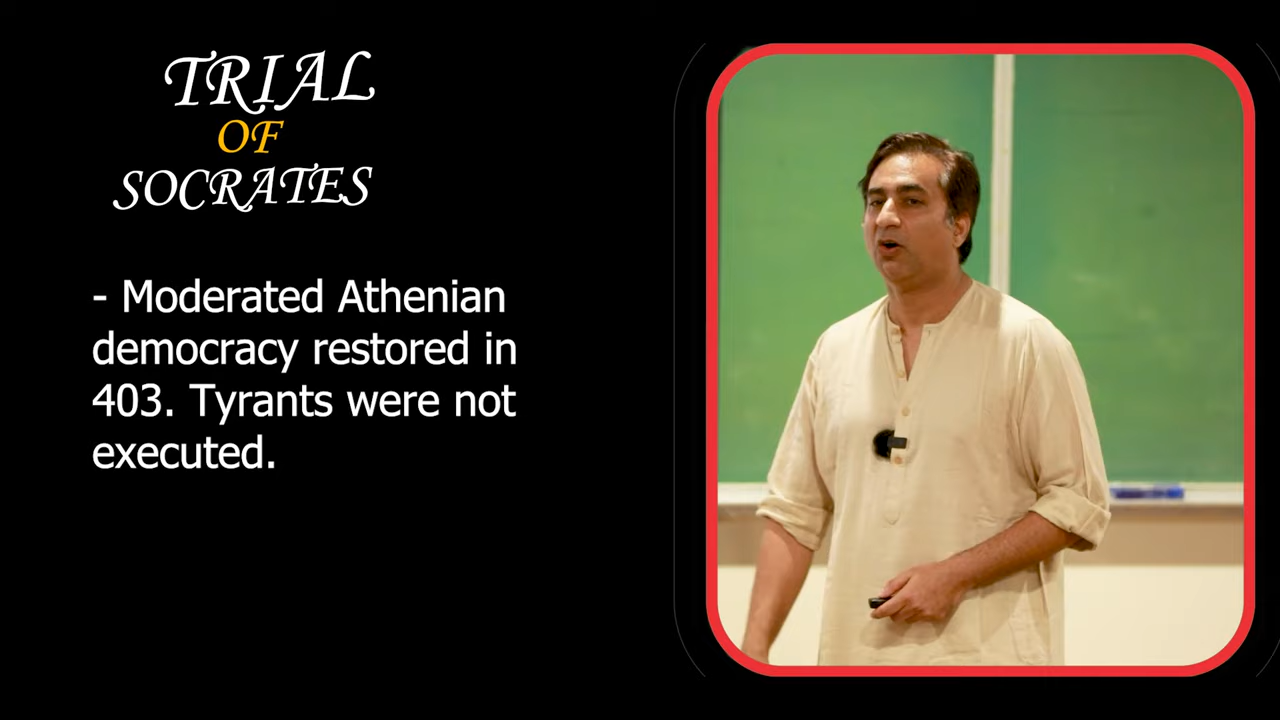 TRIAL
OF
SOCRATES
- Moderated Athenian
democracy restored in
403. Tyrants were not
executed.